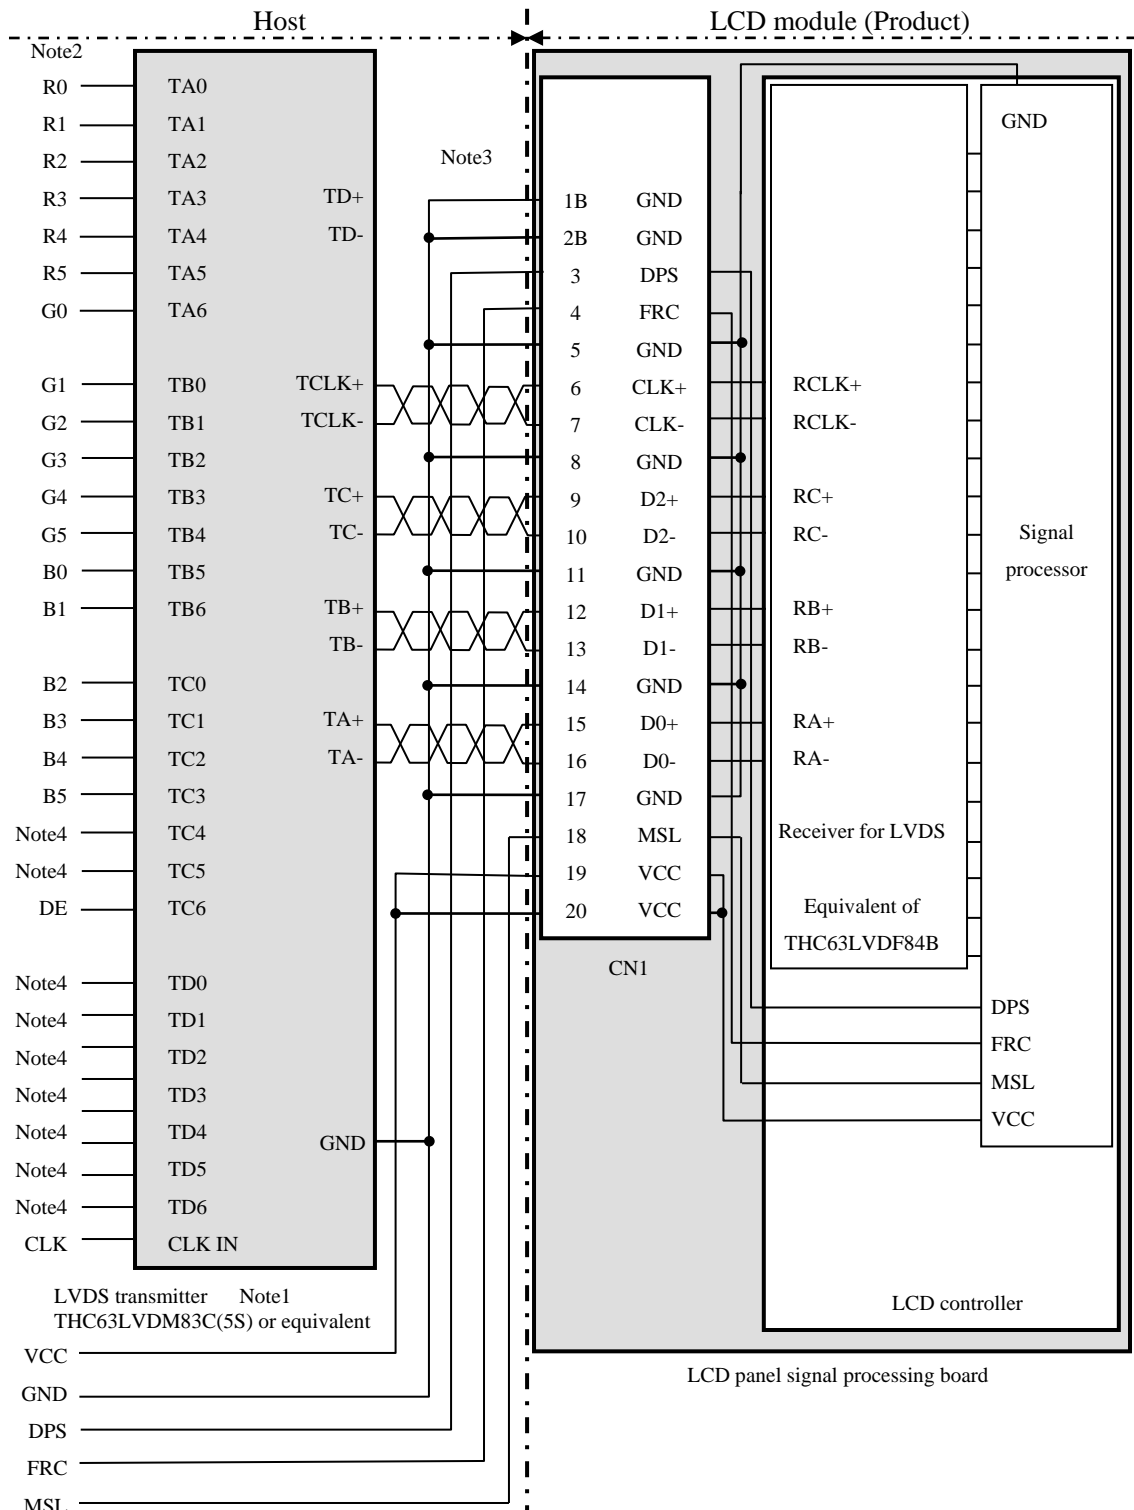 Host LCD module (Product)
Note2
R0 TA0
R1 TA1
R2 TA2
Note3
R3 TA3 TD+ 1B GND
R4 TA4 TD- 2B GND
R5 TA5 3 DPS
G0 TA6 4 FRC
5 GND
G1 TB0 TCLK+ 6 CLK+ RCLK+
G2 TB1 TCLK- 7 CLK- RCLK-
G3 TB2 8 GND
G4 TB3 TC+ 9 D2+ RC+
G5 TB4 TC- 10 D2- RC-
B0 TB5 11 GND
B1 TB6 TB+ 12 D1+ RB+
TB- 13 D1- RB-
B2 TC0 14 GND
B3 TC1 TA+ 15 D0+ RA+
B4 TC2 TA- 16 D0- RA-
B5 TC3 17 GND
Note4 TC4 18 MSL Receiver for LVDS
Note4 TC5 19 VCC
DE TC6 20 VCC Equivalent of
THC63LVDF84B
GND
Signal
processor
CN1
Note4 TD0
Note4 TD1
Note4 TD2
Note4 TD3
Note4 TD4
GND
Note4 TD5
Note4 TD6
CLK CLK IN
DPS
FRC
MSL
VCC
LCD controller
LVDS transmitter Note1
THC63LVDM83C(5S) or equivalent
LCD panel signal processing board
VCC
GND
DPS
FRC
MSL